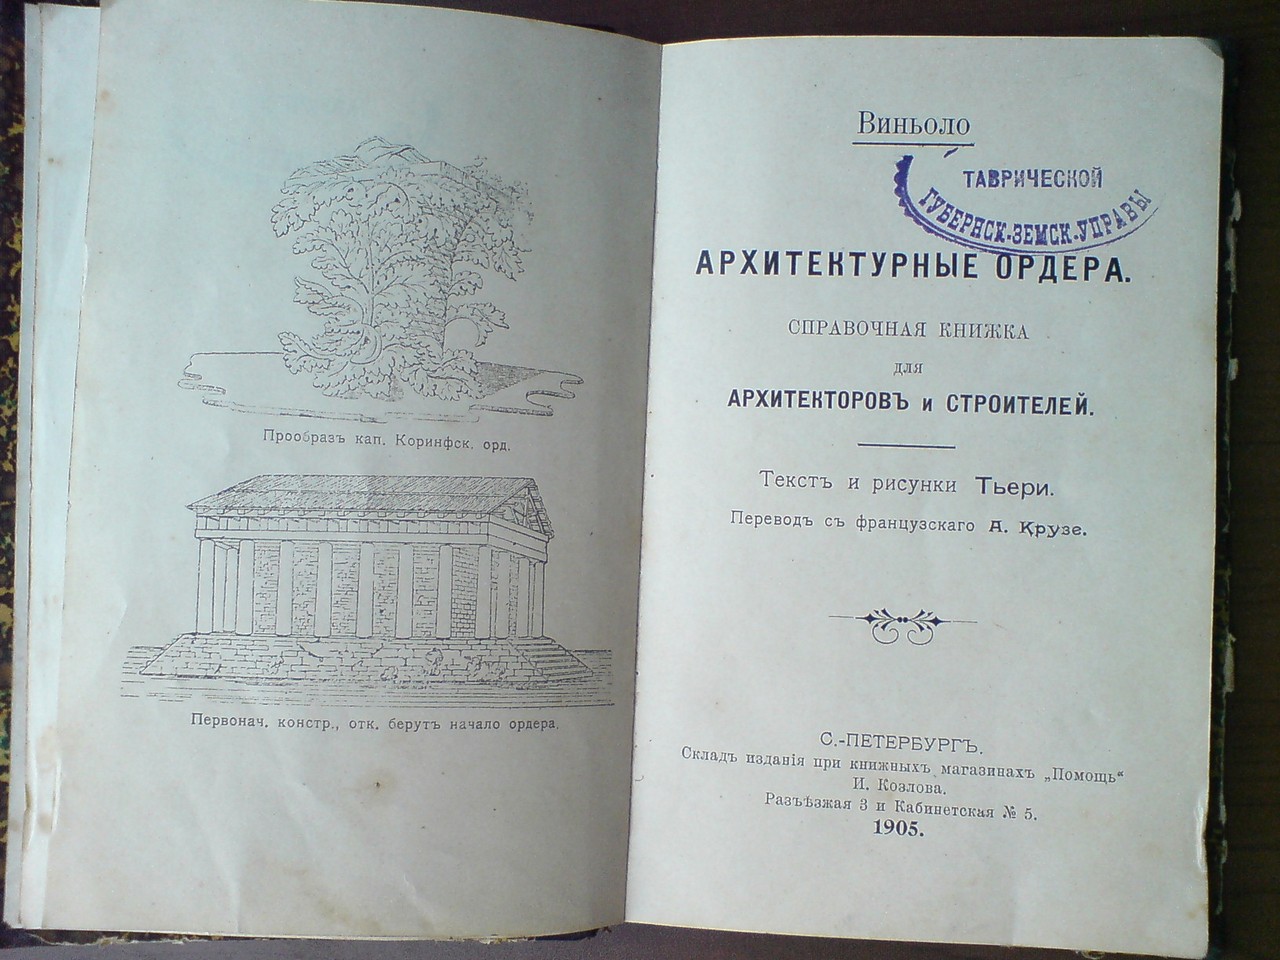 Прообразъ кап. Коринфск. орд.
Первонач. констр., отк. берутъ начало ордера.
Виньоло
ТАВРИЧЕСКОЙ
ГУБЕРНСК-ЗЕМСК-УПРАВЫ
АРХИТЕКТУРНЫЕ ОРДЕРА.
СПРАВОЧНАЯ КНИЖКА
для
АРХИТЕКТОРОВЪ и СТРОИТЕЛЕЙ.
Текстъ и рисунки Тьери.
Переводъ съ французскаго А. Крузе.
С.-ПЕТЕРБУРГЪ.
Складъ изданія при книжныхъ магазинахъ „Помощь“
И. Козлова.
Разъѣзжая 3 и Кабинетская № 5.
1905.